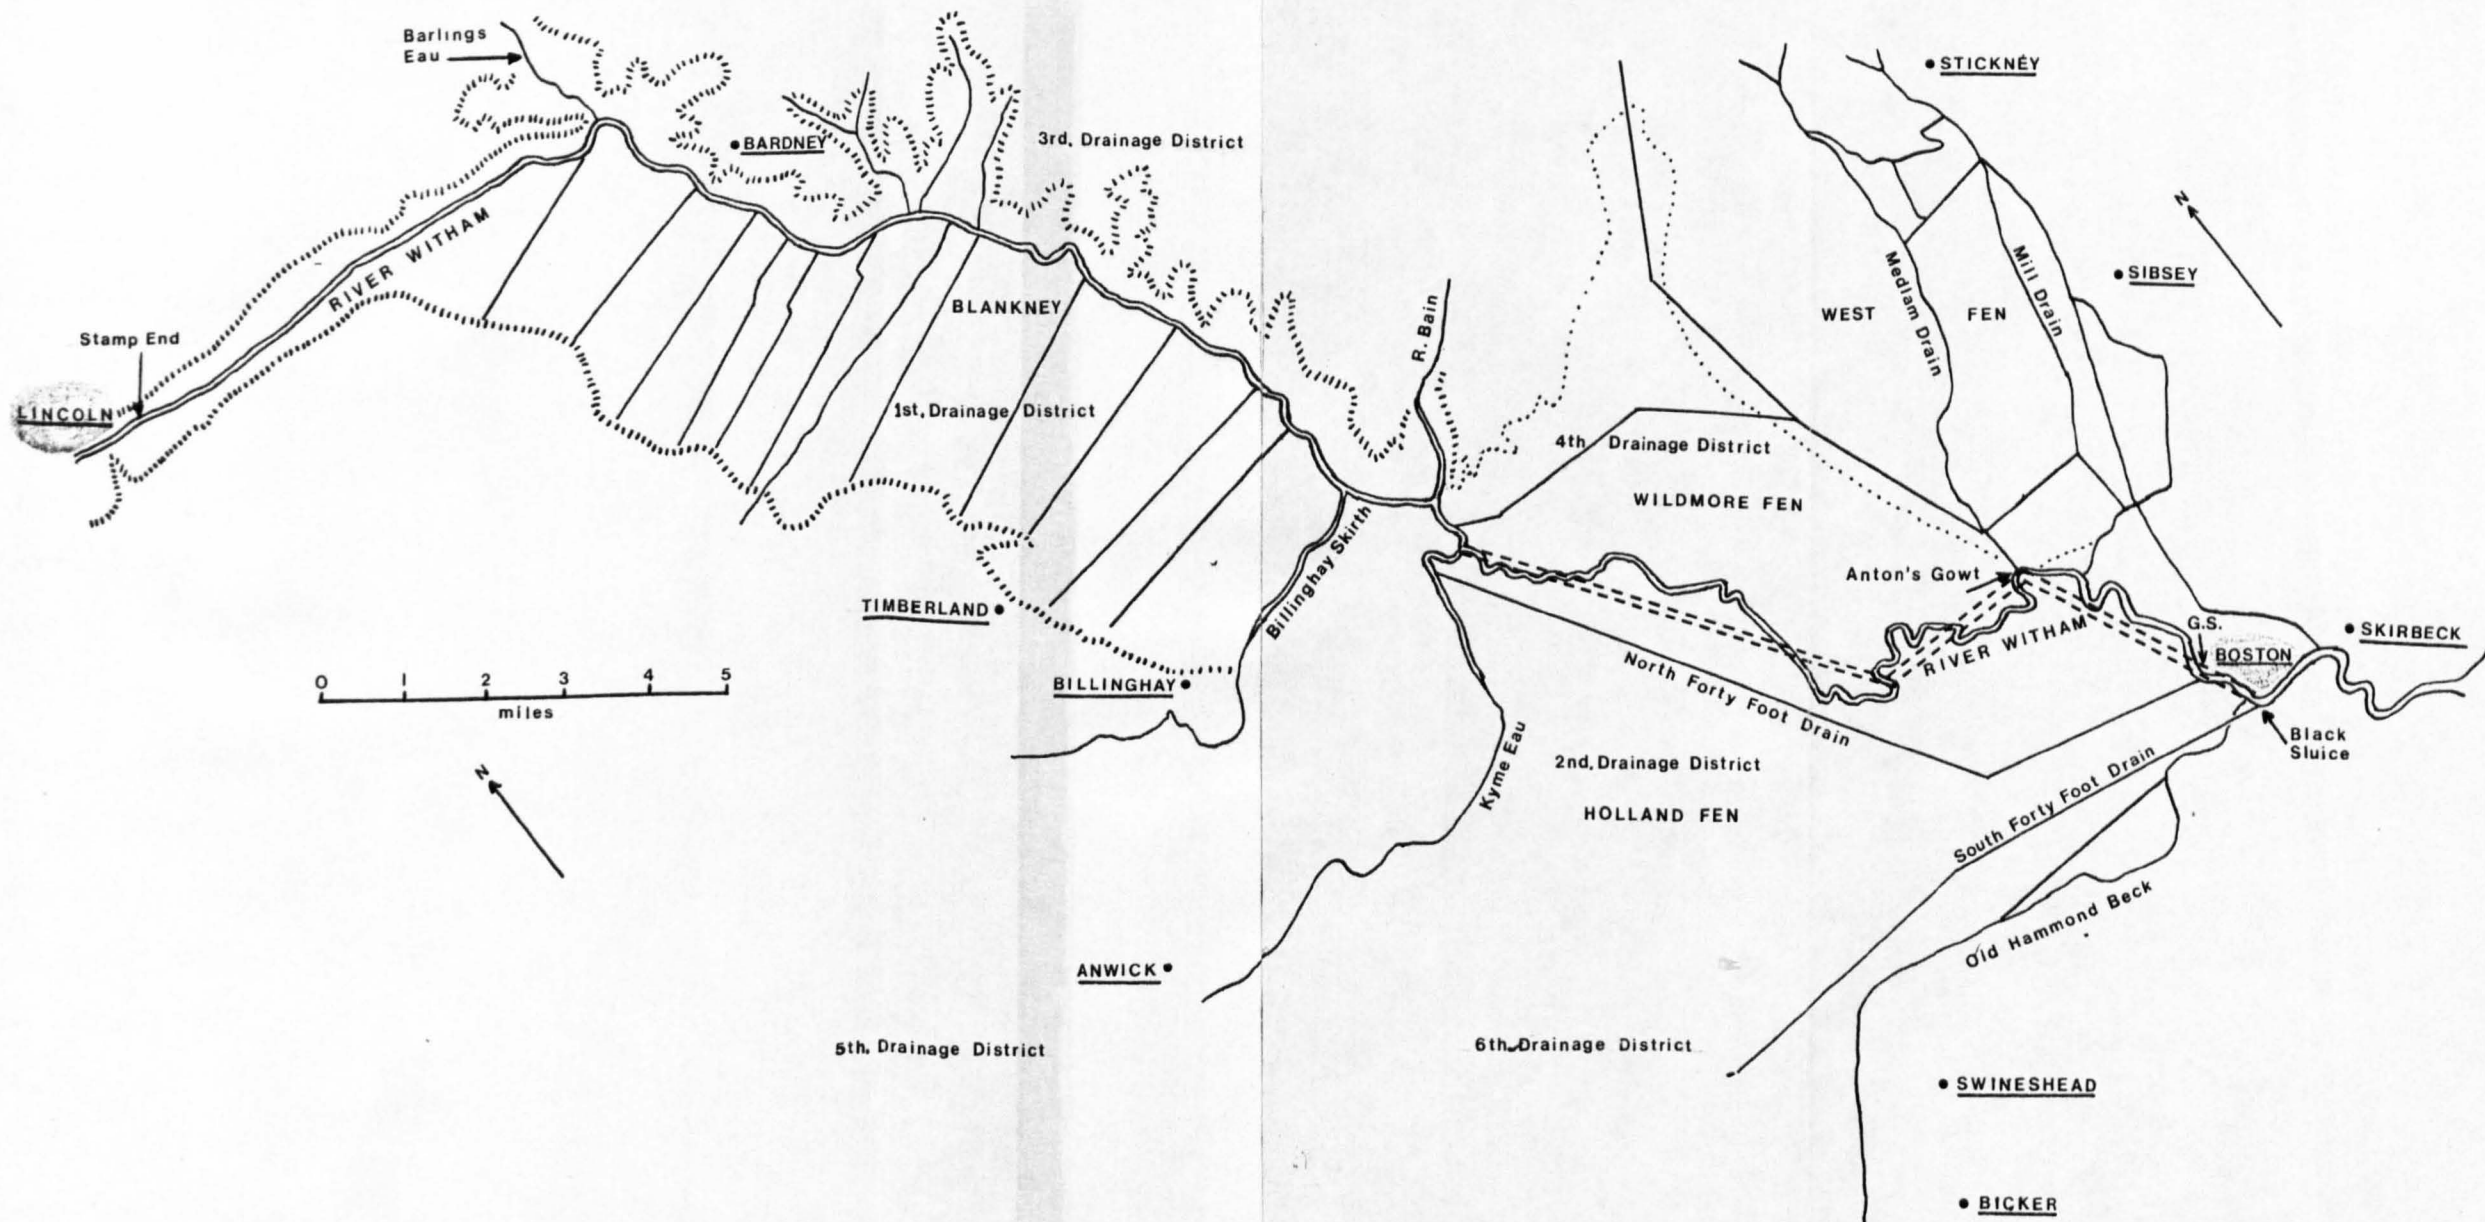 Barlings
Eau
STICKNEY
BARDNEY
3rd. Drainage District
N
RIVER WITHAM
SIBSEY
Medlam Drain
Mill Drain
BLANKNEY
WEST FEN
R. Bain
Stamp End
LINCOLN
1st. Drainage District
4th Drainage District
WILDMORE FEN
Billinghay Skirth
Anton's Gowt
TIMBERLAND
G.S.
SKIRBECK
RIVER WITHAM
BOSTON
0 1 2 3 4 5
miles
BILLINGHAY
North Forty Foot Drain
Kyme Eau
Black
Sluice
2nd. Drainage District
HOLLAND FEN
N
South Forty Foot Drain
Old Hammond Beck
ANWICK
5th. Drainage District
6th. Drainage District
SWINESHEAD
BICKER